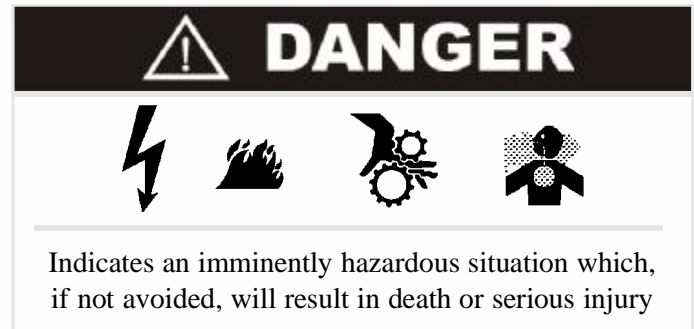 DANGER
Indicates an imminently hazardous situation which,
if not avoided, will result in death or serious injury